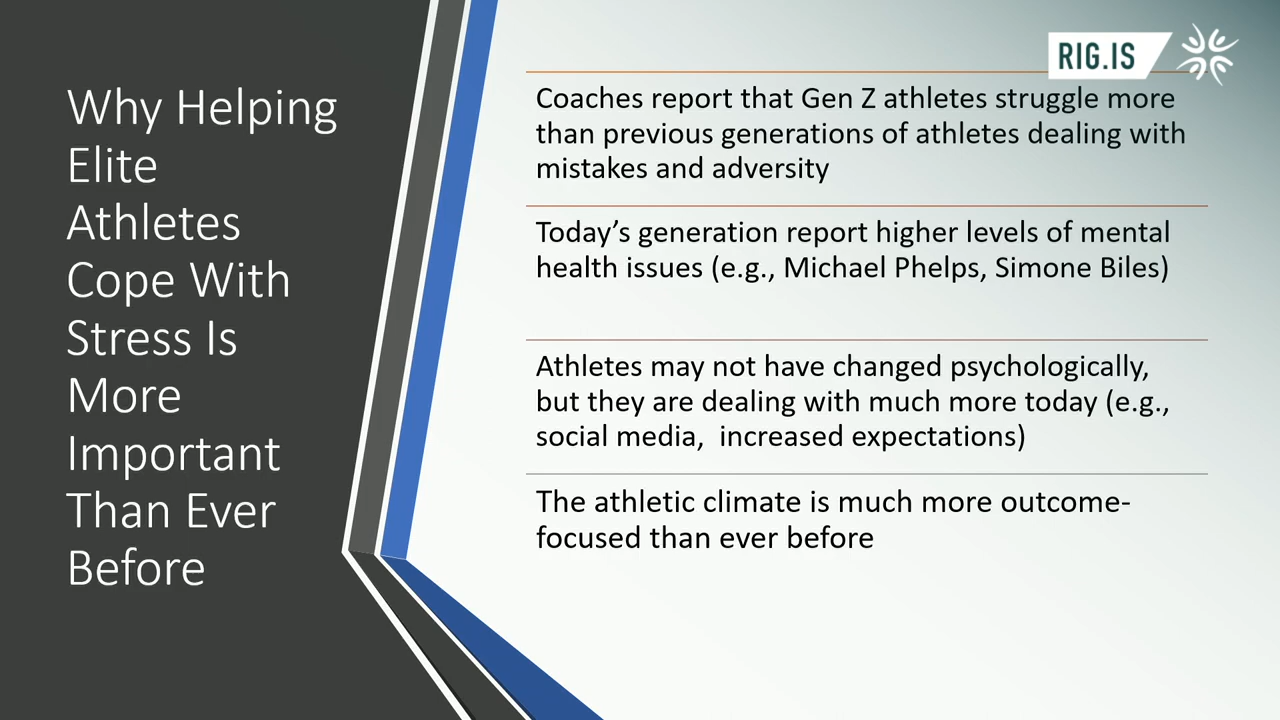 Why Helping
Elite
Athletes
Cope With
Stress Is
More
Important
Than Ever
Before
RIG.IS
Coaches report that Gen Z athletes struggle more
than previous generations of athletes dealing with
mistakes and adversity
Today’s generation report higher levels of mental
health issues (e.g., Michael Phelps, Simone Biles)
Athletes may not have changed psychologically,
but they are dealing with much more today (e.g.,
social media,  increased expectations)
The athletic climate is much more outcome-
focused than ever before